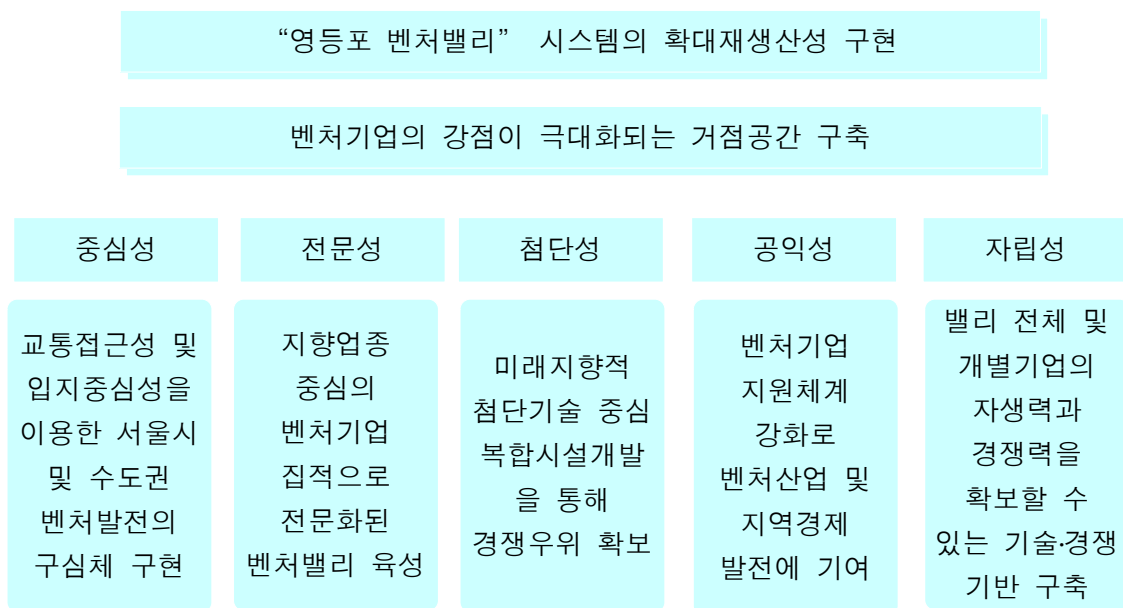 “영등포 벤처밸리” 시스템의 확대재생산성 구현
벤처기업의 강점이 극대화되는 거점공간 구축
중심성
전문성
첨단성
공익성
자립성
교통접근성 및
입지중심성을
이용한 서울시
및 수도권
벤처발전의
구심체 구현
지향업종
중심의
벤처기업
집적으로
전문화된
벤처밸리 육성
미래지향적
첨단기술 중심
복합시설개발
을 통해
경쟁우위 확보
벤처기업
지원체계
강화로
벤처산업 및
지역경제
발전에 기여
밸리 전체 및
개별기업의
자생력과
경쟁력을
확보할 수
있는 기술·경쟁
기반 구축